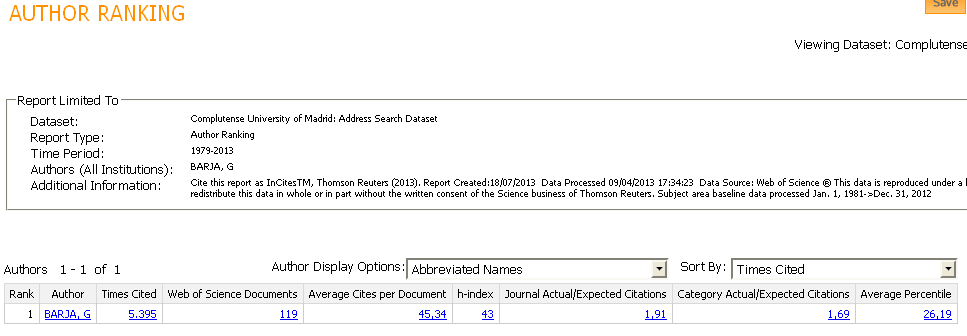 AUTHOR RANKING
Save
Viewing Dataset: Complutense
Report Limited To
Dataset: Complutense University of Madrid: Address Search Dataset
Report Type: Author Ranking
Time Period: 1979-2013
Authors (All Institutions): BARJA, G
Additional Information: Cite this report as InCitesTM, Thomson Reuters (2013). Report Created:18/07/2013 Data Processed 09/04/2013 17:34:23 Data Source: Web of Science ® This data is reproduced under a
redistribute this data in whole or in part without the written consent of the Science business of Thomson Reuters. Subject area baseline data processed Jan. 1, 1981->Dec. 31, 2012
Authors 1 - 1 of 1 Author Display Options: Abbreviated Names Sort By: Times Cited
Rank Author Times Cited Web of Science Documents Average Cites per Document h-index Journal Actual/Expected Citations Category Actual/Expected Citations Average Percentile
1 BARJA, G 5.395 119 45,34 43 1,91 1,69 26,19